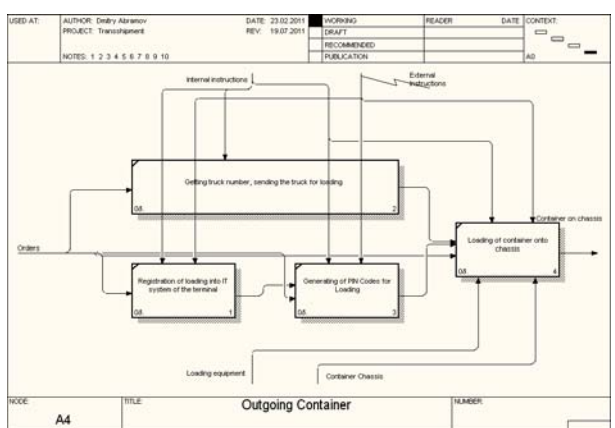 USED AT:
AUTHOR: Dmitry Abramov
DATE: 23.02.2011
WORKING
READER
DATE
CONTEXT:
PROJECT: Transshipment
REV: 19.07.2011
DRAFT
RECOMMENDED
NOTES: 1 2 3 4 5 6 7 8 9 10
PUBLICATION
A0
Internal instructions
External
instructions
Getting truck number, sending the truck for loading
0$.
2
Container on chassis
Loading of container onto
chassis
0$
4
Orders
Registration of loading into IT
system of the terminal
0$.
1
Generating of PIN Codes for
Loading
0$
3
Loading equipment
Container Chassis
NODE:
TITLE:
NUMBER:
A4
Outgoing Container